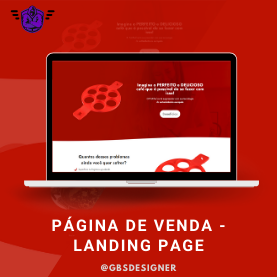 Imagine o PERFEITO e DELICIOSO
café que é possível de se fazer com
isso!
Quantos desses problemas
ainda você quer sofrer?
PÁGINA DE VENDA -
LANDING PAGE
@GBSDESIGNER